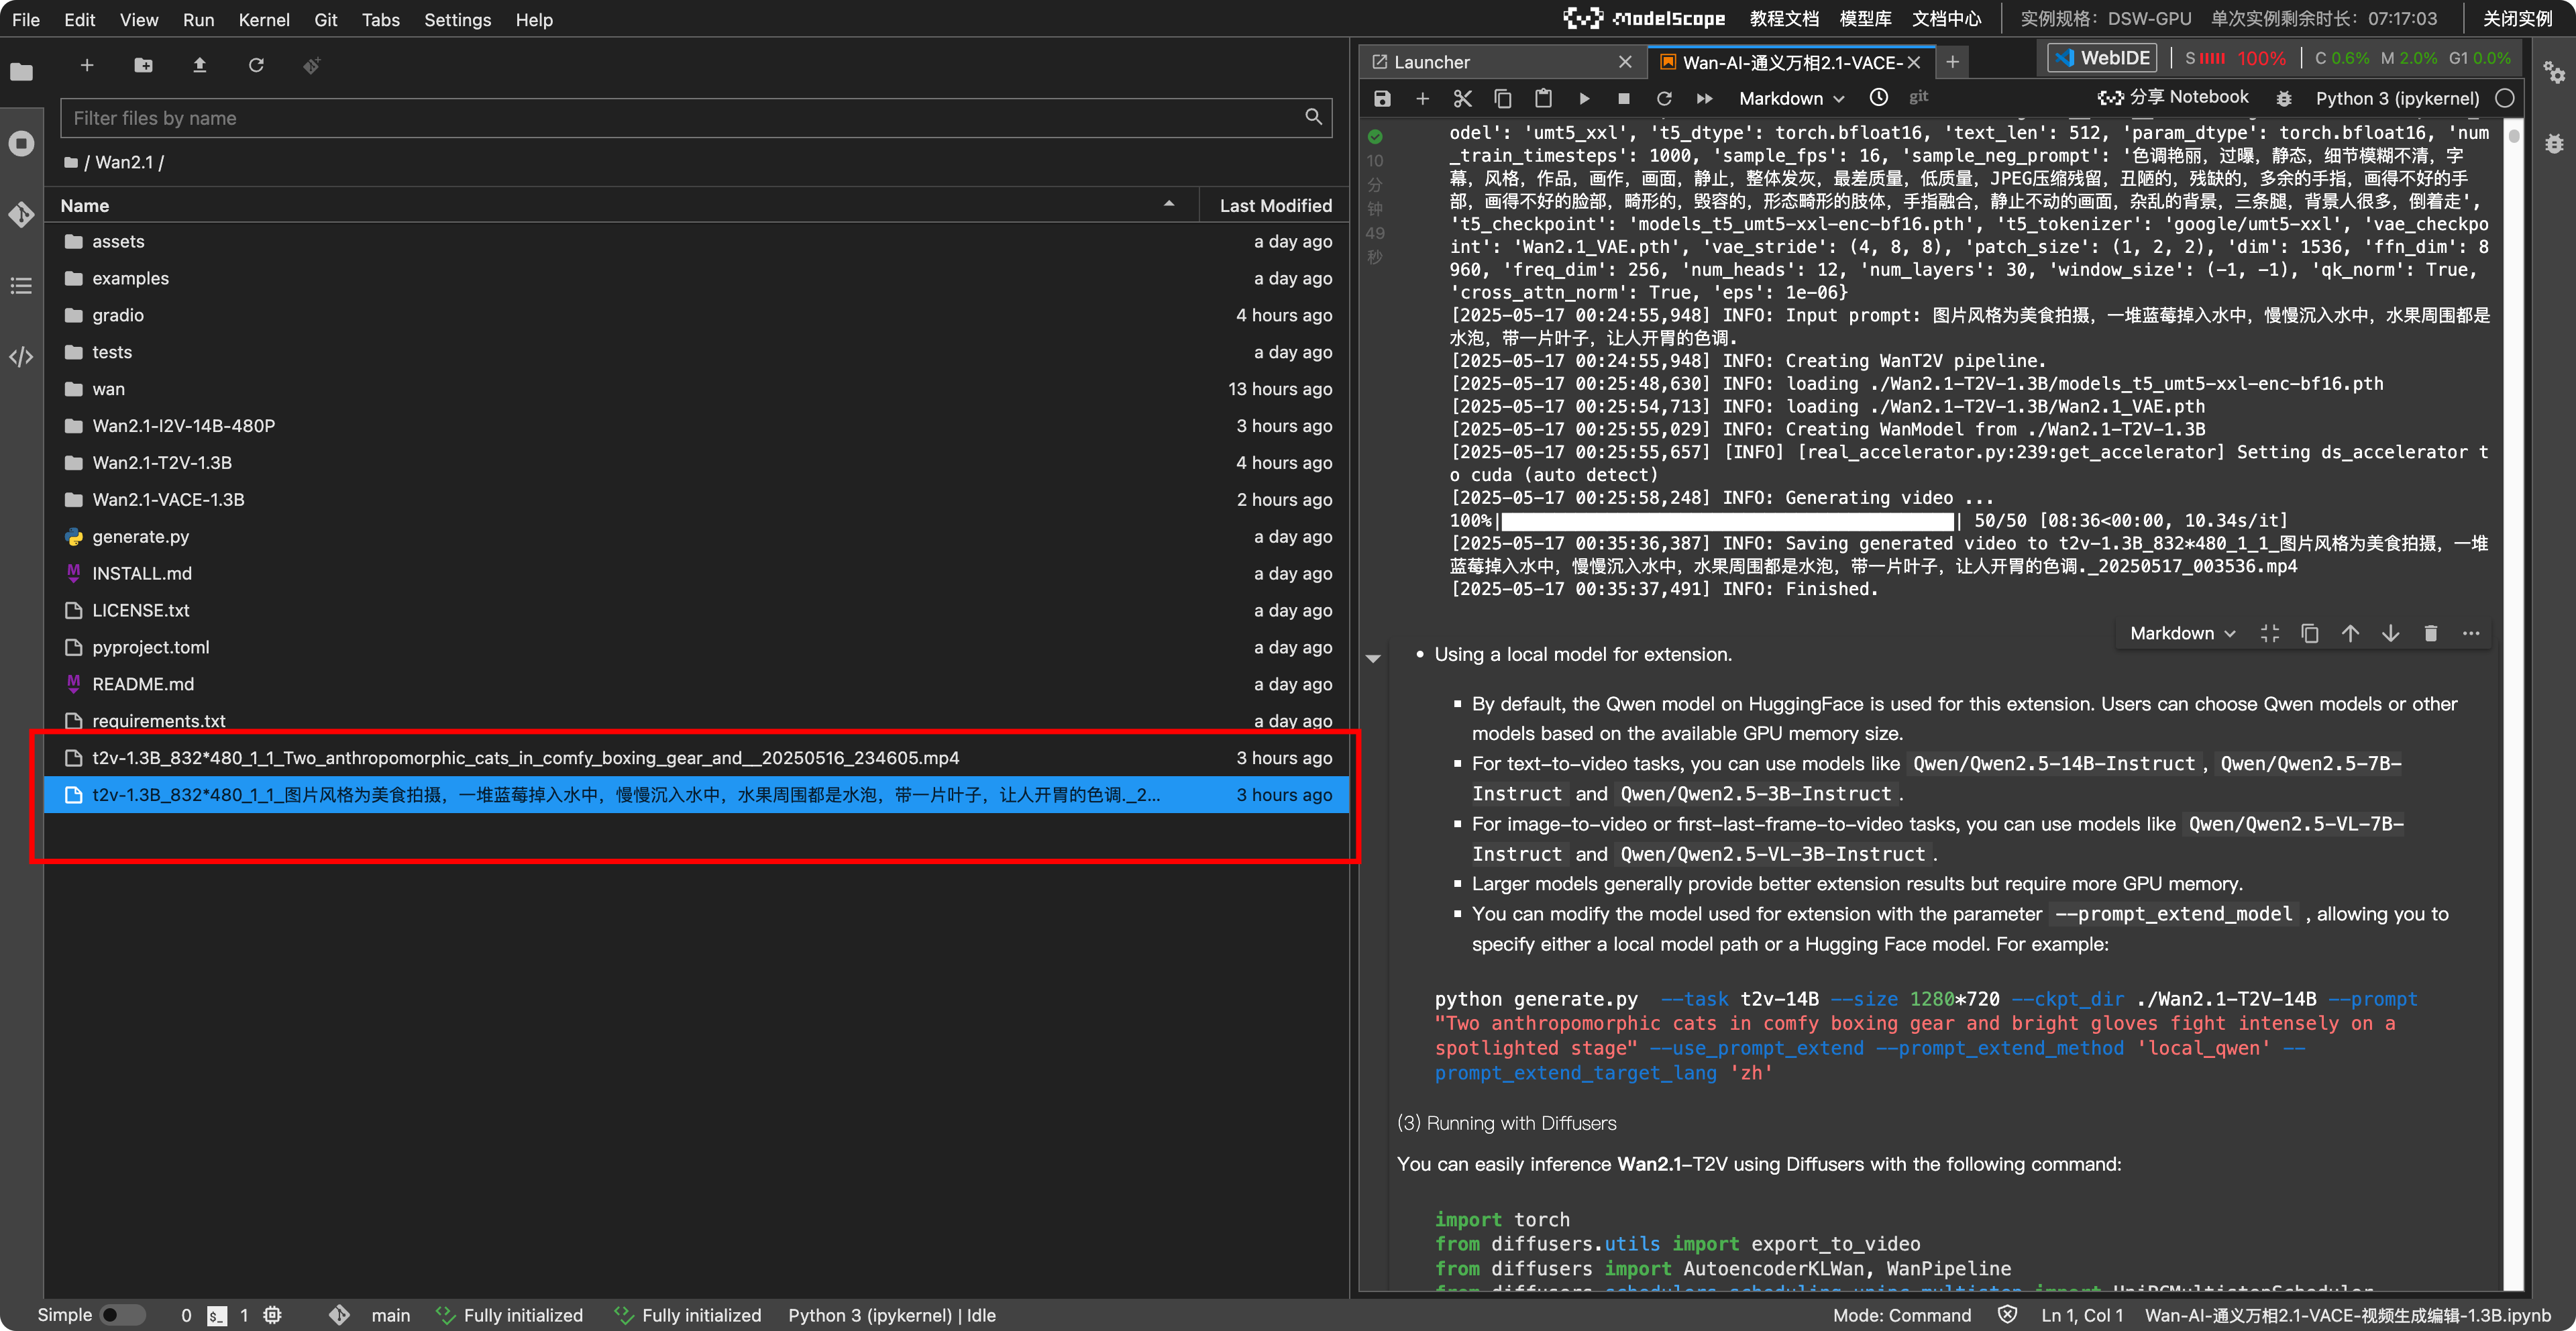 File Edit View Run Kernel Git Tabs Settings Help
ModelScope 教程文档 模型库 文档中心 实例规格：DSW-GPU 单次实例剩余时长：07:17:03 关闭实例
Filter files by name
/ Wan2.1 /
Name Last Modified
assets a day ago
examples a day ago
gradio 4 hours ago
tests a day ago
wan 13 hours ago
Wan2.1-I2V-14B-480P 3 hours ago
Wan2.1-T2V-1.3B 4 hours ago
Wan2.1-VACE-1.3B 2 hours ago
generate.py a day ago
INSTALL.md a day ago
LICENSE.txt a day ago
pyproject.toml a day ago
README.md a day ago
requirements.txt a day ago
t2v-1.3B_832*480_1_1_Two_anthropomorphic_cats_in_comfy_boxing_gear_and__20250516_234605.mp4 3 hours ago
t2v-1.3B_832*480_1_1_图片风格为美食拍摄，一堆蓝莓掉入水中，慢慢沉入水中，水果周围都是水泡，带一片叶子，让人开胃的色调._2... 3 hours ago
Launcher Wan-AI-通义万相2.1-VACE-
WebIDE S 100% C 0.6% M 2.0% G1 0.0%
Markdown git 分享 Notebook Python 3 (ipykernel)
10
分
钟
49
秒
odel': 'umt5_xxl', 't5_dtype': torch.bfloat16, 'text_len': 512, 'param_dtype': torch.bfloat16, 'num
_train_timesteps': 1000, 'sample_fps': 16, 'sample_neg_prompt': '色调艳丽，过曝，静态，细节模糊不清，字
幕，风格，作品，画作，画面，静止，整体发灰，最差质量，低质量，JPEG压缩残留，丑陋的，残缺的，多余的手指，画得不好的手
部，画得不好的脸部，畸形的，毁容的，形态畸形的肢体，手指融合，静止不动的画面，杂乱的背景，三条腿，背景人很多，倒着走',
't5_checkpoint': 'models_t5_umt5-xxl-enc-bf16.pth', 't5_tokenizer': 'google/umt5-xxl', 'vae_checkpo
int': 'Wan2.1_VAE.pth', 'vae_stride': (4, 8, 8), 'patch_size': (1, 2, 2), 'dim': 1536, 'ffn_dim': 8
960, 'freq_dim': 256, 'num_heads': 12, 'num_layers': 30, 'window_size': (-1, -1), 'qk_norm': True,
'cross_attn_norm': True, 'eps': 1e-06}
[2025-05-17 00:24:55,948] INFO: Input prompt: 图片风格为美食拍摄，一堆蓝莓掉入水中，慢慢沉入水中，水果周围都是
水泡，带一片叶子，让人开胃的色调.
[2025-05-17 00:24:55,948] INFO: Creating WanT2V pipeline.
[2025-05-17 00:25:48,630] INFO: loading ./Wan2.1-T2V-1.3B/models_t5_umt5-xxl-enc-bf16.pth
[2025-05-17 00:25:54,713] INFO: loading ./Wan2.1-T2V-1.3B/Wan2.1_VAE.pth
[2025-05-17 00:25:55,029] INFO: Creating WanModel from ./Wan2.1-T2V-1.3B
[2025-05-17 00:25:55,657] [INFO] [real_accelerator.py:239:get_accelerator] Setting ds_accelerator t
o cuda (auto detect)
[2025-05-17 00:25:58,248] INFO: Generating video ...
100%| | 50/50 [08:36<00:00, 10.34s/it]
[2025-05-17 00:35:36,387] INFO: Saving generated video to t2v-1.3B_832*480_1_1_图片风格为美食拍摄，一堆
蓝莓掉入水中，慢慢沉入水中，水果周围都是水泡，带一片叶子，让人开胃的色调._20250517_003536.mp4
[2025-05-17 00:35:37,491] INFO: Finished.
Markdown
• Using a local model for extension.
▪ By default, the Qwen model on HuggingFace is used for this extension. Users can choose Qwen models or other
models based on the available GPU memory size.
▪ For text-to-video tasks, you can use models like Qwen/Qwen2.5-14B-Instruct , Qwen/Qwen2.5-7B-
Instruct and Qwen/Qwen2.5-3B-Instruct .
▪ For image-to-video or first-last-frame-to-video tasks, you can use models like Qwen/Qwen2.5-VL-7B-
Instruct and Qwen/Qwen2.5-VL-3B-Instruct .
▪ Larger models generally provide better extension results but require more GPU memory.
▪ You can modify the model used for extension with the parameter --prompt_extend_model , allowing you to
specify either a local model path or a Hugging Face model. For example:
python generate.py --task t2v-14B --size 1280*720 --ckpt_dir ./Wan2.1-T2V-14B --prompt
"Two anthropomorphic cats in comfy boxing gear and bright gloves fight intensely on a
spotlighted stage" --use_prompt_extend --prompt_extend_method 'local_qwen' --
prompt_extend_target_lang 'zh'
(3) Running with Diffusers
You can easily inference Wan2.1-T2V using Diffusers with the following command:
import torch
from diffusers.utils import export_to_video
from diffusers import AutoencoderKLWan, WanPipeline
from diffusers.schedulers.scheduling_unipc_multistep import UniPCMultistepScheduler
Simple 0 1 main Fully initialized Fully initialized Python 3 (ipykernel) | Idle Mode: Command Ln 1, Col 1 Wan-AI-通义万相2.1-VACE-视频生成编辑-1.3B.ipynb